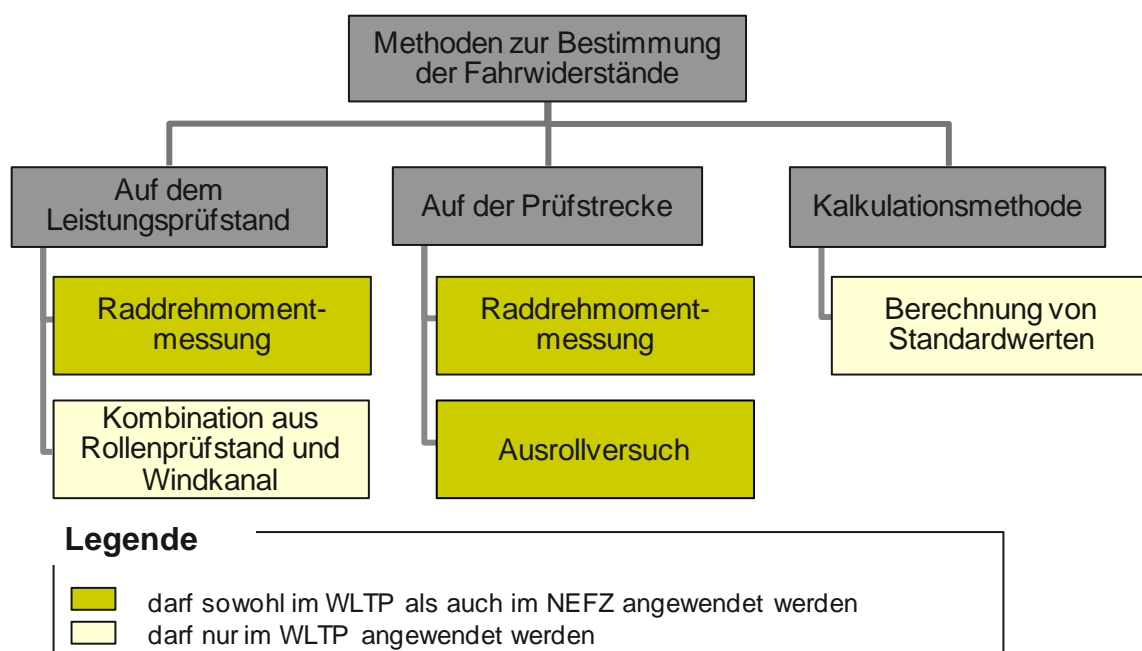 Methoden zur Bestimmung
der Fahrwiderstände
Auf dem
Leistungsprüfstand
Auf der Prüfstrecke
Kalkulationsmethode
Raddrehmoment-
messung
Raddrehmoment-
messung
Berechnung von
Standardwerten
Kombination aus
Rollenprüfstand und
Windkanal
Ausrollversuch
Legende
darf sowohl im WLTP als auch im NEFZ angewendet werden
darf nur im WLTP angewendet werden